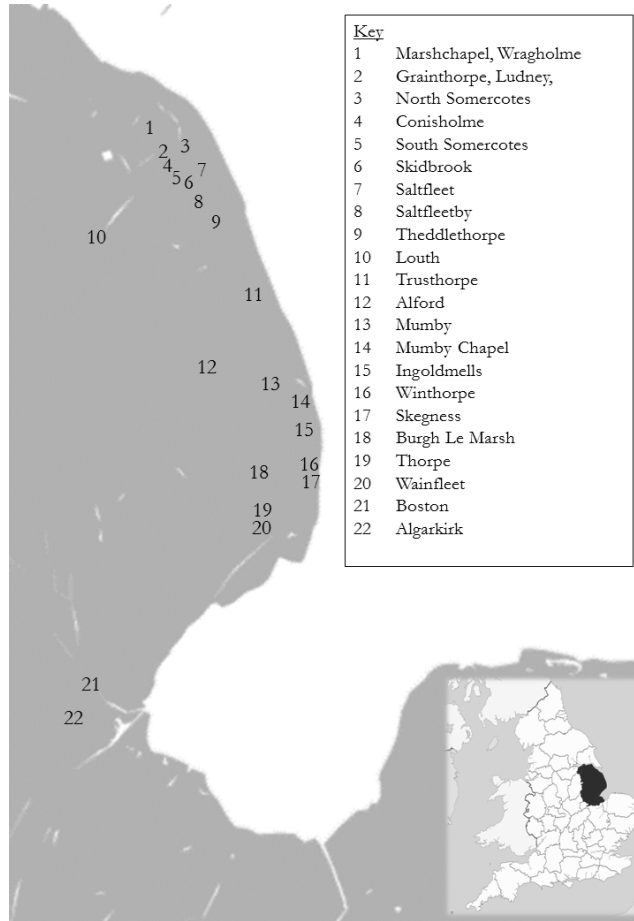 Key
1 Marshchapel, Wragholme
2 Grainthorpe, Ludney,
3 North Somercotes
4 Conisholme
5 South Somercotes
6 Skidbrook
7 Saltfleet
8 Saltfleetby
9 Theddlethorpe
10 Louth
11 Trusthorpe
12 Alford
13 Mumby
14 Mumby Chapel
15 Ingoldmells
16 Winthorpe
17 Skegness
18 Burgh Le Marsh
19 Thorpe
20 Wainfleet
21 Boston
22 Algarkirk
1
3
2
4
7
5
6
8
9
10
11
12
13
14
15
16
18
17
19
20
21
22